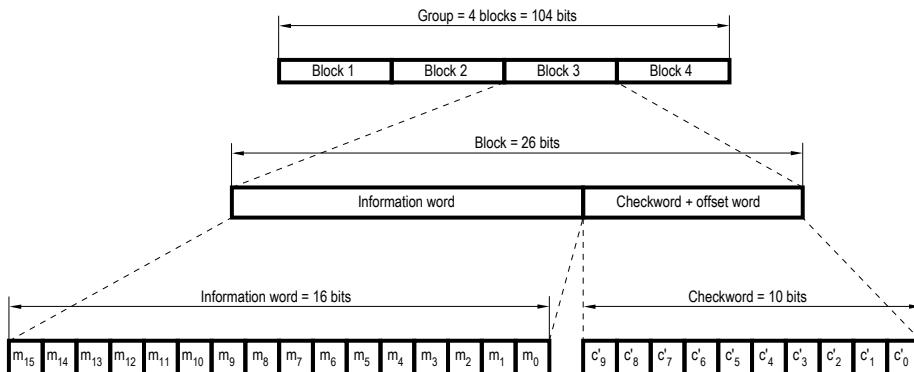 Group = 4 blocks = 104 bits
Block 1 Block 2 Block 3 Block 4
Block = 26 bits
Information word Checkword + offset word
Information word = 16 bits Checkword = 10 bits
m₁₅ m₁₄ m₁₃ m₁₂ m₁₁ m₁₀ m₉ m₈ m₇ m₆ m₅ m₄ m₃ m₂ m₁ m₀ c'₉ c'₈ c'₇ c'₆ c'₅ c'₄ c'₃ c'₂ c'₁ c'₀